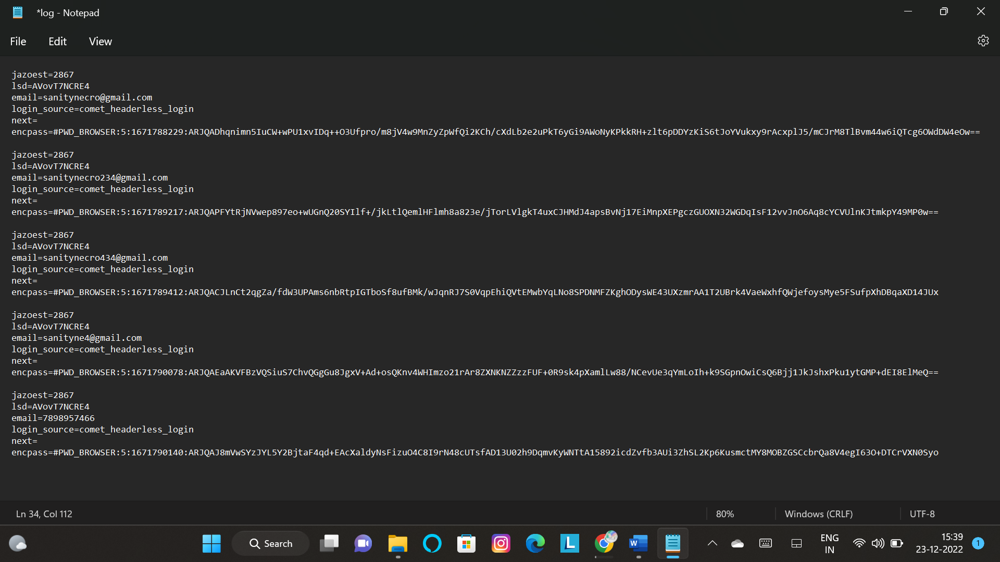 *log - Notepad
File Edit View
jazoest=2867
lsd=AVovT7NCRE4
email=sanitynecro@gmail.com
login_source=comet_headerless_login
next=
encpass=#PWD_BROWSER:5:1671788229:ARJQADhqnimn5IuCW+wPU1xvIDq++O3Ufpro/m8jV4w9MnZyZpWfQi2KCh/cXdLb2e2uPkT6yGi9AWoNyKPkkRH+zlt6pDDYzKiS6tJoYVukxy9rAcxplJ5/mCJrM8TlBvm44w6iQTcg6OWdDW4eOw==
jazoest=2867
lsd=AVovT7NCRE4
email=sanitynecro234@gmail.com
login_source=comet_headerless_login
next=
encpass=#PWD_BROWSER:5:1671789217:ARJQAPFYtRjNVwep897eo+wUGnQ20SYIlf+/jkLtlQemlHFlmh8a823e/jTorLVlgkT4uxCJHMdJ4apsBvNj17EiMnpXEPgczGUOXN32WGDqIsF12vvJnO6Aq8cYCVUlnKJtmkpY49MP0w==
jazoest=2867
lsd=AVovT7NCRE4
email=sanitynecro434@gmail.com
login_source=comet_headerless_login
next=
encpass=#PWD_BROWSER:5:1671789412:ARJQACJLnCt2qgZa/fdW3UPAms6nbRtpIGTboSf8ufBMk/wJqnRJ7S0VqpEhiQVtEMwbYqLNo8SPDNMFZKghODysWE43UXzmrAA1T2UBrk4VaeWxhfQWjefoysMye5FSufpXhDBqaXD14JUx
jazoest=2867
lsd=AVovT7NCRE4
email=sanityne4@gmail.com
login_source=comet_headerless_login
next=
encpass=#PWD_BROWSER:5:1671790078:ARJQAEaAKVFBzVQSiuS7ChvQGgGu8JgxV+Ad+osQKnv4WHImzo21rAr8ZXNKNZZzzFUF+0R9sk4pXamlLw88/NCevUe3qYmLoIh+k9SGpnOwiCsQ6Bjj1JkJshxPku1ytGMP+dEI8ElMeQ==
jazoest=2867
lsd=AVovT7NCRE4
email=7898957466
login_source=comet_headerless_login
next=
encpass=#PWD_BROWSER:5:1671790140:ARJQAJ8mVwSYzJYL5Y2BjtaF4qd+EAcXaldyNsFizuO4C8I9rN48cUTsfAD13U02h9DqmvKyWNTtA15892icdZvfb3AUi3ZhSL2Kp6KusmctMY8MOBZGSCcbrQa8V4egI63O+DTCrVXN0Syo
Ln 34, Col 112 80% Windows (CRLF) UTF-8
Search
L
W
ENG
IN
15:39
23-12-2022
1